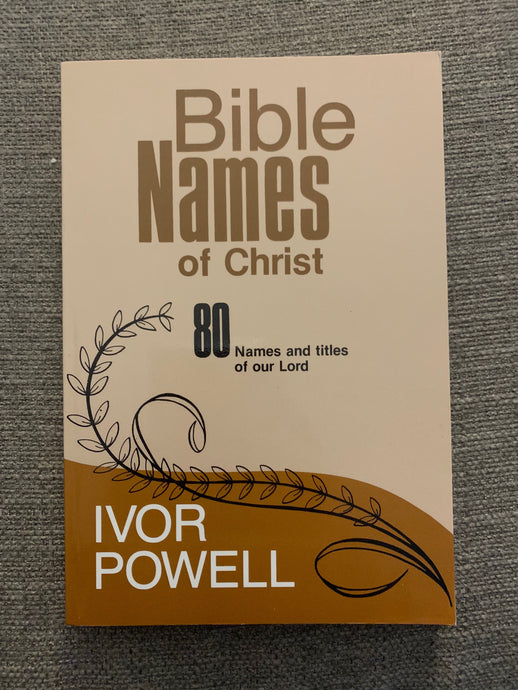 Bible
Names
of Christ
80 Names and titles
of our Lord
IVOR
POWELL